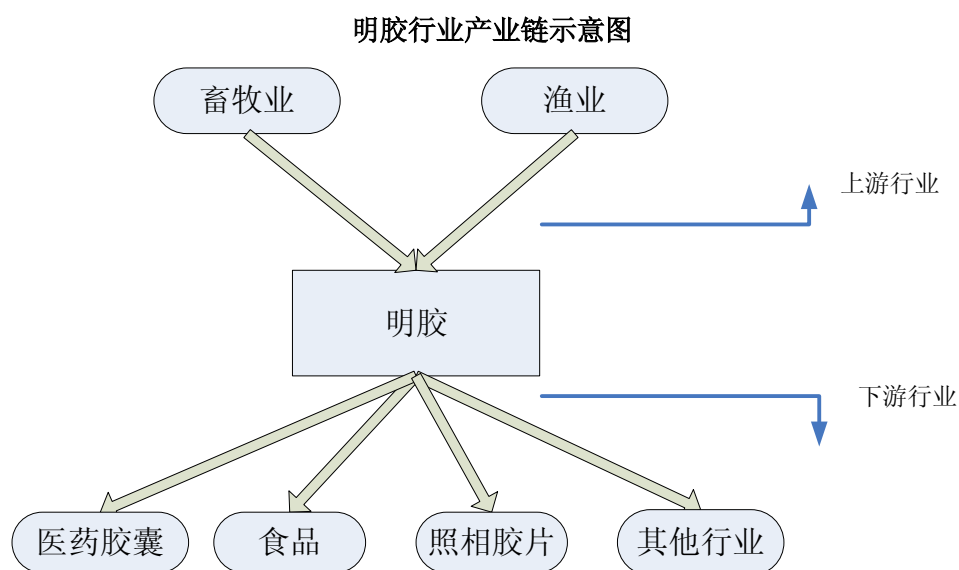 明胶行业产业链示意图
畜牧业
渔业
上游行业
明胶
下游行业
医药胶囊
食品
照相胶片
其他行业